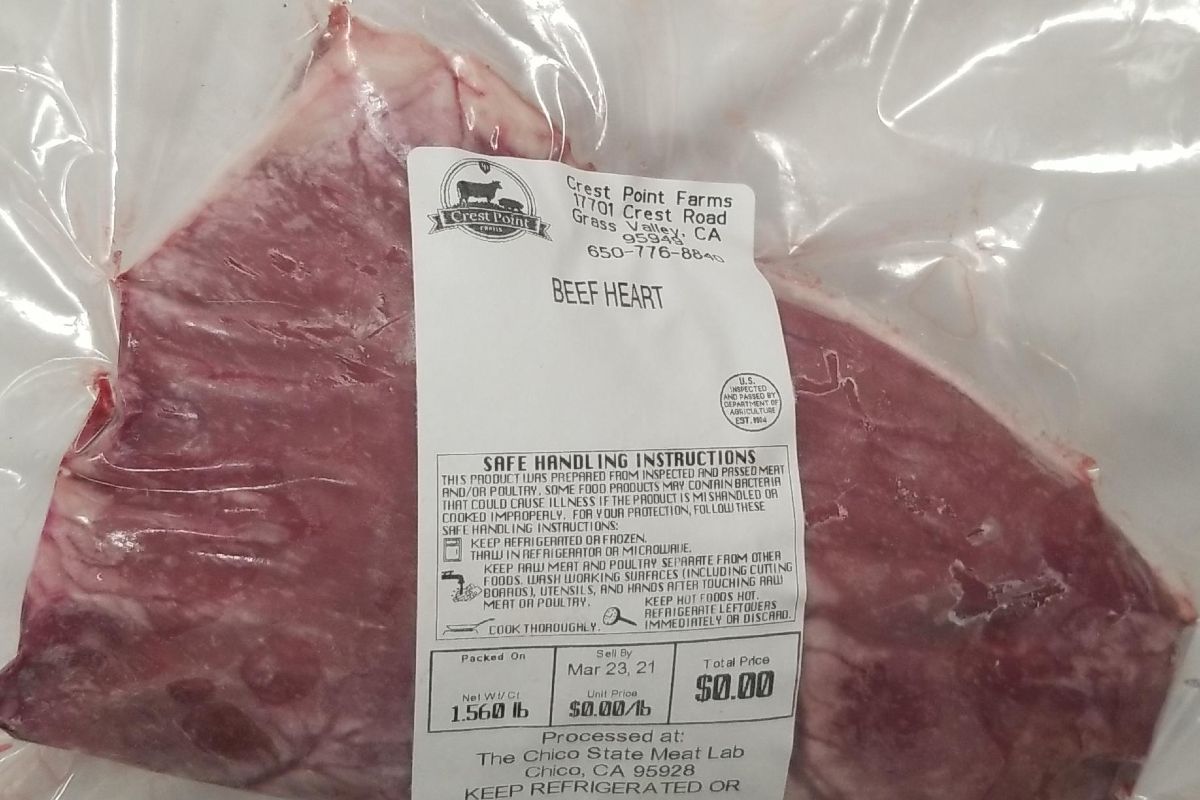 Crest Point
FARMS
Crest Point Farms
17701 Crest Road
Grass Valley, CA
95949
650-776-8840
BEEF HEART
U.S.
INSPECTED
AND PASSED BY
DEPARTMENT OF
AGRICULTURE
EST.
SAFE HANDLING INSTRUCTIONS
THIS PRODUCT WAS PREPARED FROM INSPECTED AND PASSED MEAT
AND/OR POULTRY. SOME FOOD PRODUCTS MAY CONTAIN BACTERIA
THAT COULD CAUSE ILLNESS IF THE PRODUCT IS MISHANDLED OR
COOKED IMPROPERLY. FOR YOUR PROTECTION, FOLLOW THESE
SAFE HANDLING INSTRUCTIONS:
KEEP REFRIGERATED OR FROZEN.
THAW IN REFRIGERATOR OR MICROWAVE.
KEEP RAW MEAT AND POULTRY SEPARATE FROM OTHER
FOODS. WASH WORKING SURFACES (INCLUDING CUTTING
BOARDS), UTENSILS, AND HANDS AFTER TOUCHING RAW
MEAT OR POULTRY.
COOK THOROUGHLY.
KEEP HOT FOODS HOT.
REFRIGERATE LEFTOVERS
IMMEDIATELY OR DISCARD.
Packed On
Net Wt/Ct
1.560 lb
Sell By
Mar 23, 21
Unit Price
$0.00/lb
Total Price
$0.00
Processed at:
The Chico State Meat Lab
Chico, CA 95928
KEEP REFRIGERATED OR